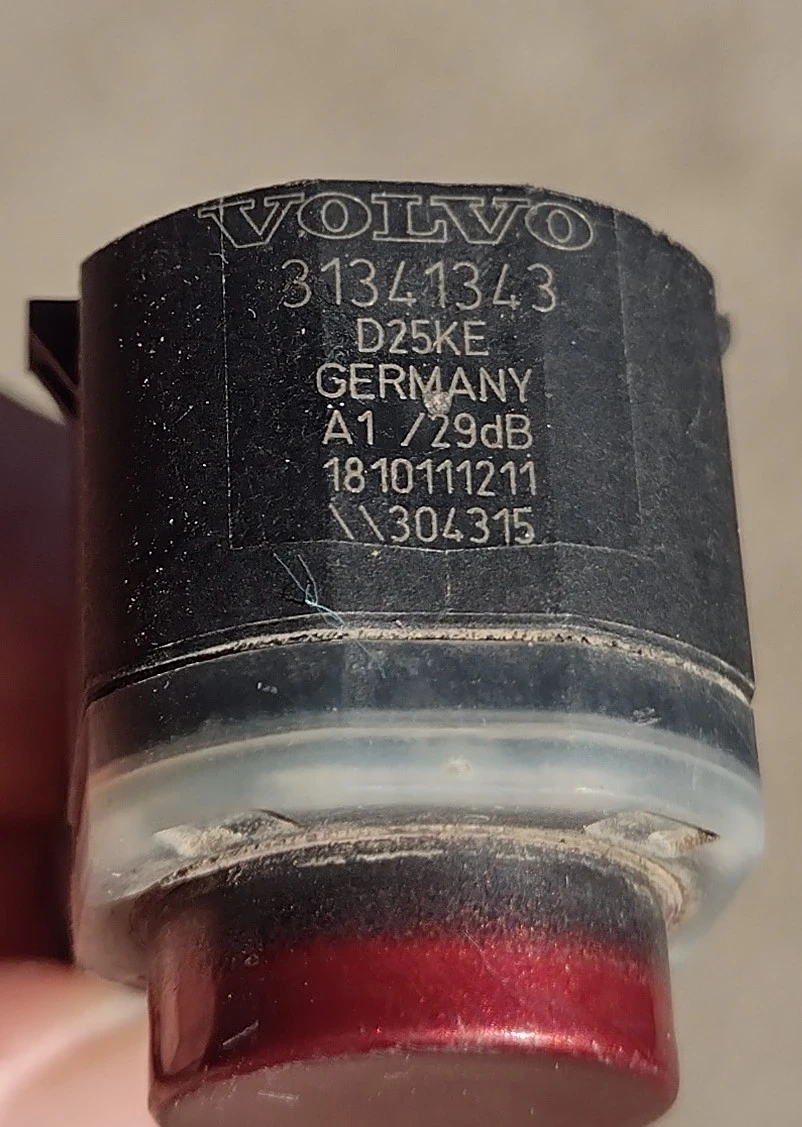 VOLVO
31341343
D25KE
GERMANY
A1 /29dB
1810111211
\\304315